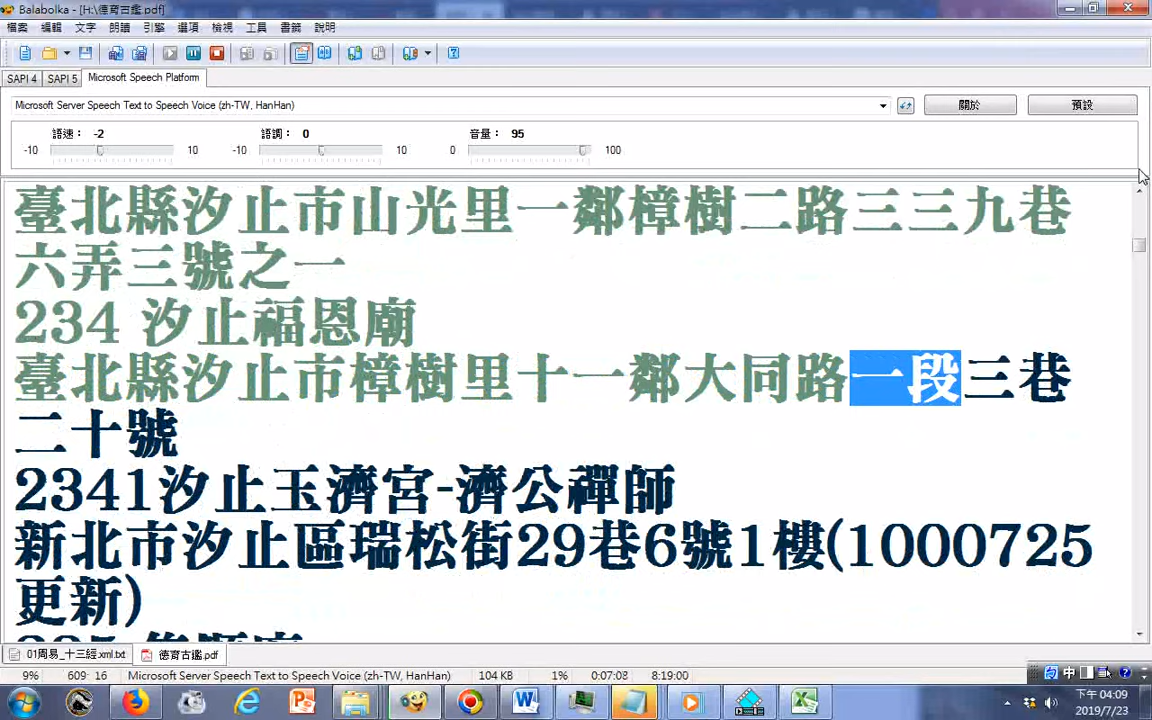 Balabolka - [H:\德育古鑑.pdf]
檔案 編輯 文字 朗讀 引擎 選項 檢視 工具 書籤 說明
SAPI 4 SAPI 5 Microsoft Speech Platform
Microsoft Server Speech Text to Speech Voice (zh-TW, HanHan) 關於 預設
語速： -2 語調： 0 音量： 95
-10 10 -10 10 0 100
臺北縣汐止市山光里一鄰樟樹二路三三九巷
六弄三號之一
234 汐止福恩廟
臺北縣汐止市樟樹里十一鄰大同路一段三巷
二十號
2341汐止玉濟宮-濟公禪師
新北市汐止區瑞松街29巷6號1樓(1000725
更新)
01周易_十三經.xml.txt 德育古鑑.pdf
9% 609: 16 Microsoft Server Speech Text to Speech Voice (zh-TW, HanHan) 104 KB 1% 0:07:08 8:19:00
中
下午 04:09
2019/7/23